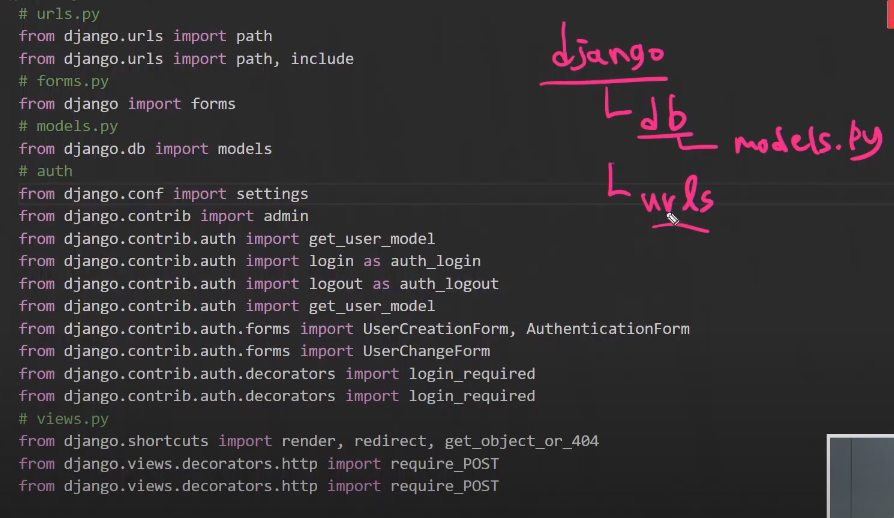 # urls.py
from django.urls import path
from django.urls import path, include
# forms.py
from django import forms
# models.py
from django.db import models
# auth
from django.conf import settings
from django.contrib import admin
from django.contrib.auth import get_user_model
from django.contrib.auth import login as auth_login
from django.contrib.auth import logout as auth_logout
from django.contrib.auth import get_user_model
from django.contrib.auth.forms import UserCreationForm, AuthenticationForm
from django.contrib.auth.forms import UserChangeForm
from django.contrib.auth.decorators import login_required
from django.contrib.auth.decorators import login_required
# views.py
from django.shortcuts import render, redirect, get_object_or_404
from django.views.decorators.http import require_POST
from django.views.decorators.http import require_POST
django
db
models.py
urls